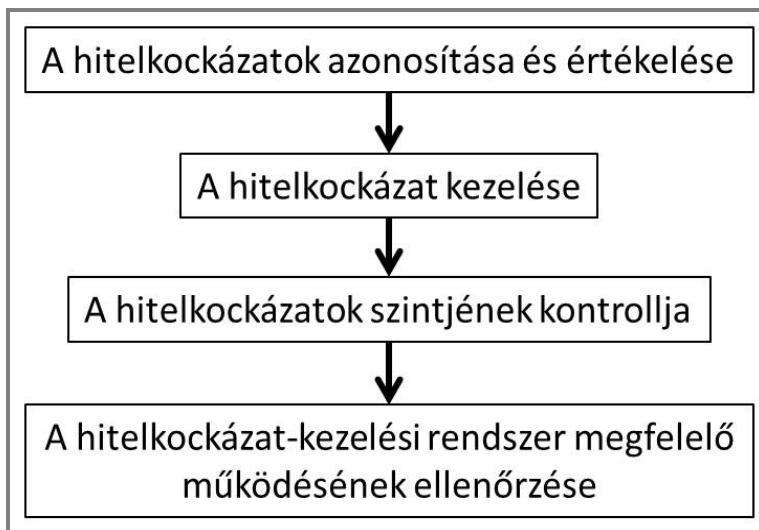 A hitelkockázatok azonosítása és értékelése
A hitelkockázat kezelése
A hitelkockázatok szintjének kontrollja
A hitelkockázat-kezelési rendszer megfelelő
működésének ellenőrzése